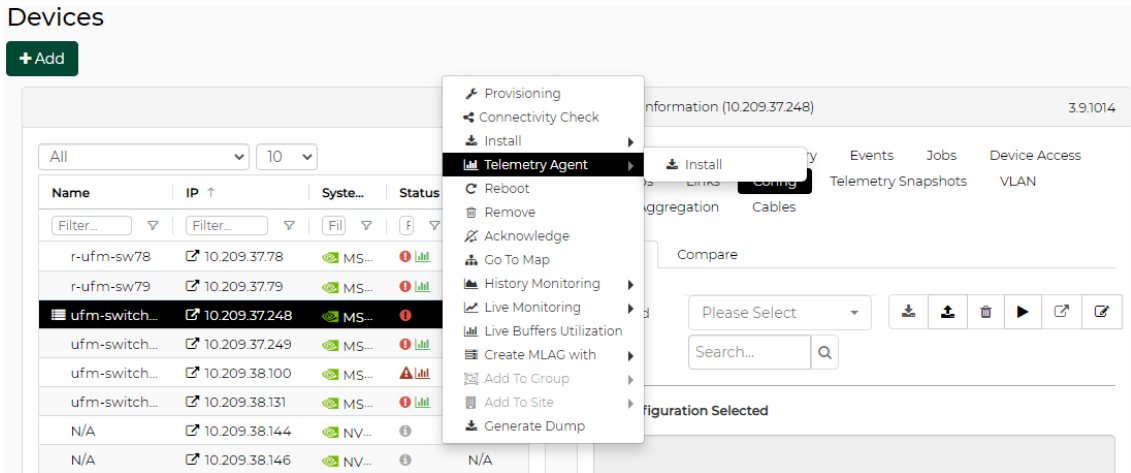 Devices
+ Add
nformation (10.209.37.248)
3.9.1014
All
10
Name
IP ↑
Syste...
Status
Filter...
Filter...
Fil
F
r-ufm-sw78 10.209.37.78 MS...
r-ufm-sw79 10.209.37.79 MS...
ufm-switch... 10.209.37.248 MS...
ufm-switch... 10.209.37.249 MS...
ufm-switch... 10.209.38.100 MS...
ufm-switch... 10.209.38.131 MS...
N/A 10.209.38.144 NV...
N/A 10.209.38.146 NV... N/A
Provisioning
Connectivity Check
Install
Telemetry Agent
Reboot
Remove
Acknowledge
Go To Map
History Monitoring
Live Monitoring
Live Buffers Utilization
Create MLAG with
Add To Group
Add To Site
Generate Dump
Install
Events Jobs Device Access
Links Config Telemetry Snapshots VLAN
Aggregation Cables
Compare
Please Select
Search...
figuration Selected